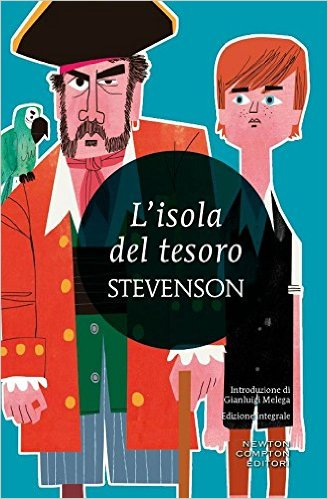 L'isola
del tesoro
STEVENSON
Introduzione di
Gianluigi Melega
Edizione integrale
NEWTON
COMPTON
EDITORI